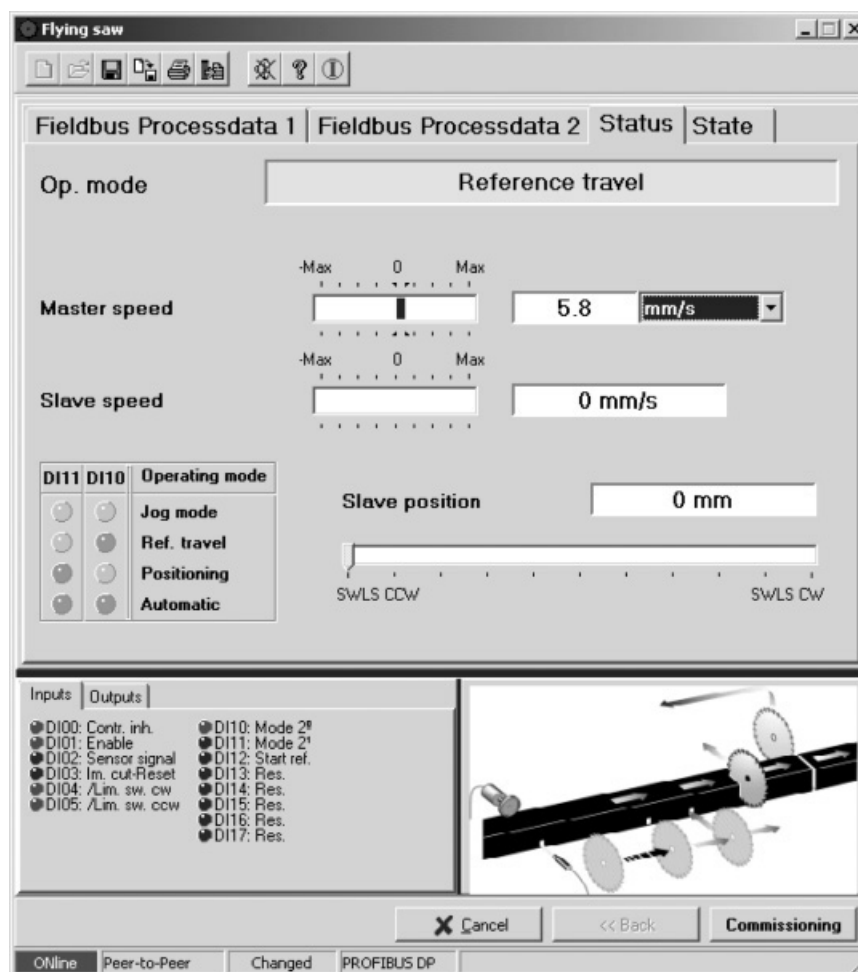 Flying saw
Fieldbus Processdata 1 Fieldbus Processdata 2 Status State
Op. mode Reference travel
-Max 0 Max
Master speed 5.8 mm/s
-Max 0 Max
Slave speed 0 mm/s
DI11 DI10 Operating mode
Jog mode
Ref. travel
Positioning
Automatic
Slave position 0 mm
SWLS CCW SWLS CW
Inputs Outputs
DI00: Contr. inh.
DI01: Enable
DI02: Sensor signal
DI03: Im. cut-Reset
DI04: /Lim. sw. cw
DI05: /Lim. sw. ccw
DI10: Mode 2⁰
DI11: Mode 2¹
DI12: Start ref.
DI13: Res.
DI14: Res.
DI15: Res.
DI16: Res.
DI17: Res.
Cancel << Back Commissioning
ONline Peer-to-Peer Changed PROFIBUS DP